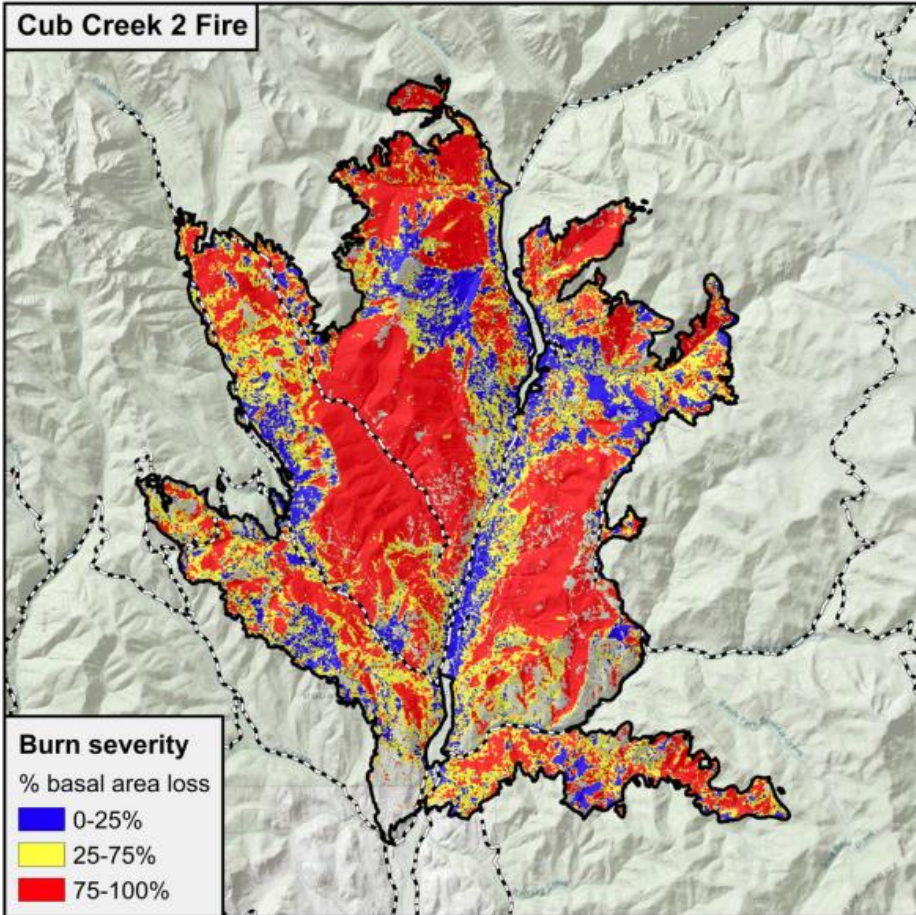 Cub Creek 2 Fire
Burn severity
% basal area loss
0-25%
25-75%
75-100%